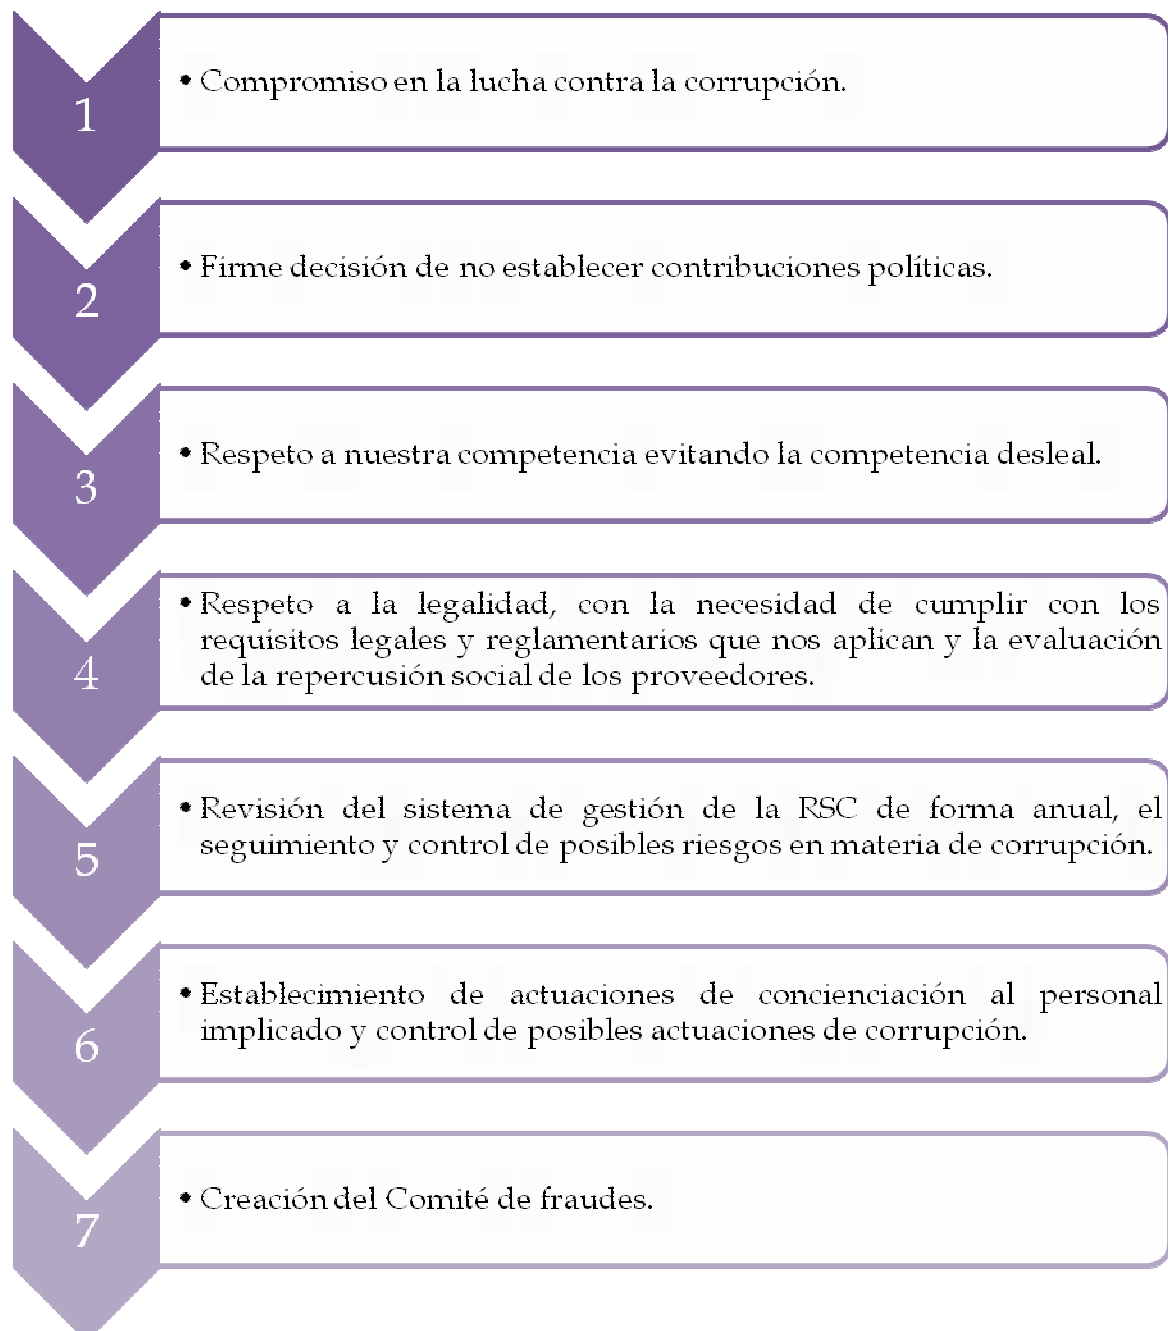 1
• Compromiso en la lucha contra la corrupción.
2
• Firme decisión de no establecer contribuciones políticas.
3
• Respeto a nuestra competencia evitando la competencia desleal.
4
• Respeto a la legalidad, con la necesidad de cumplir con los
requisitos legales y reglamentarios que nos aplican y la evaluación
de la repercusión social de los proveedores.
5
• Revisión del sistema de gestión de la RSC de forma anual, el
seguimiento y control de posibles riesgos en materia de corrupción.
6
• Establecimiento de actuaciones de concienciación al personal
implicado y control de posibles actuaciones de corrupción.
7
• Creación del Comité de fraudes.